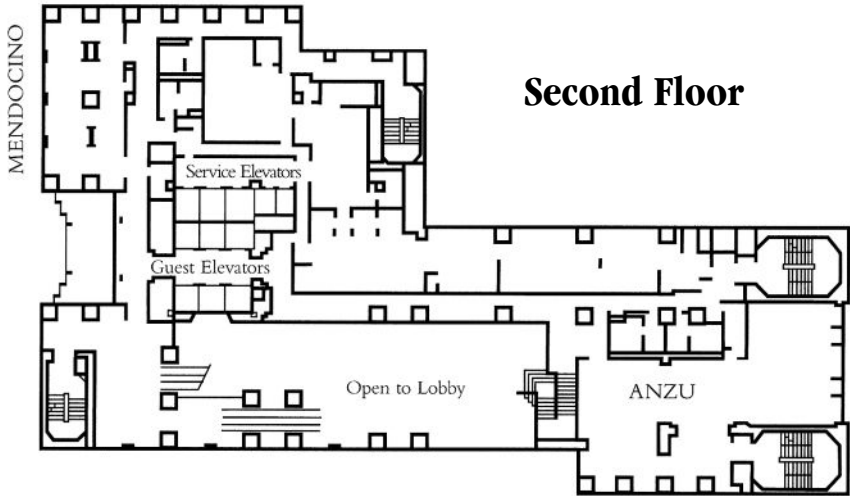 Second Floor
MENDOCINO
II
I
Service Elevators
Guest Elevators
Open to Lobby
ANZU